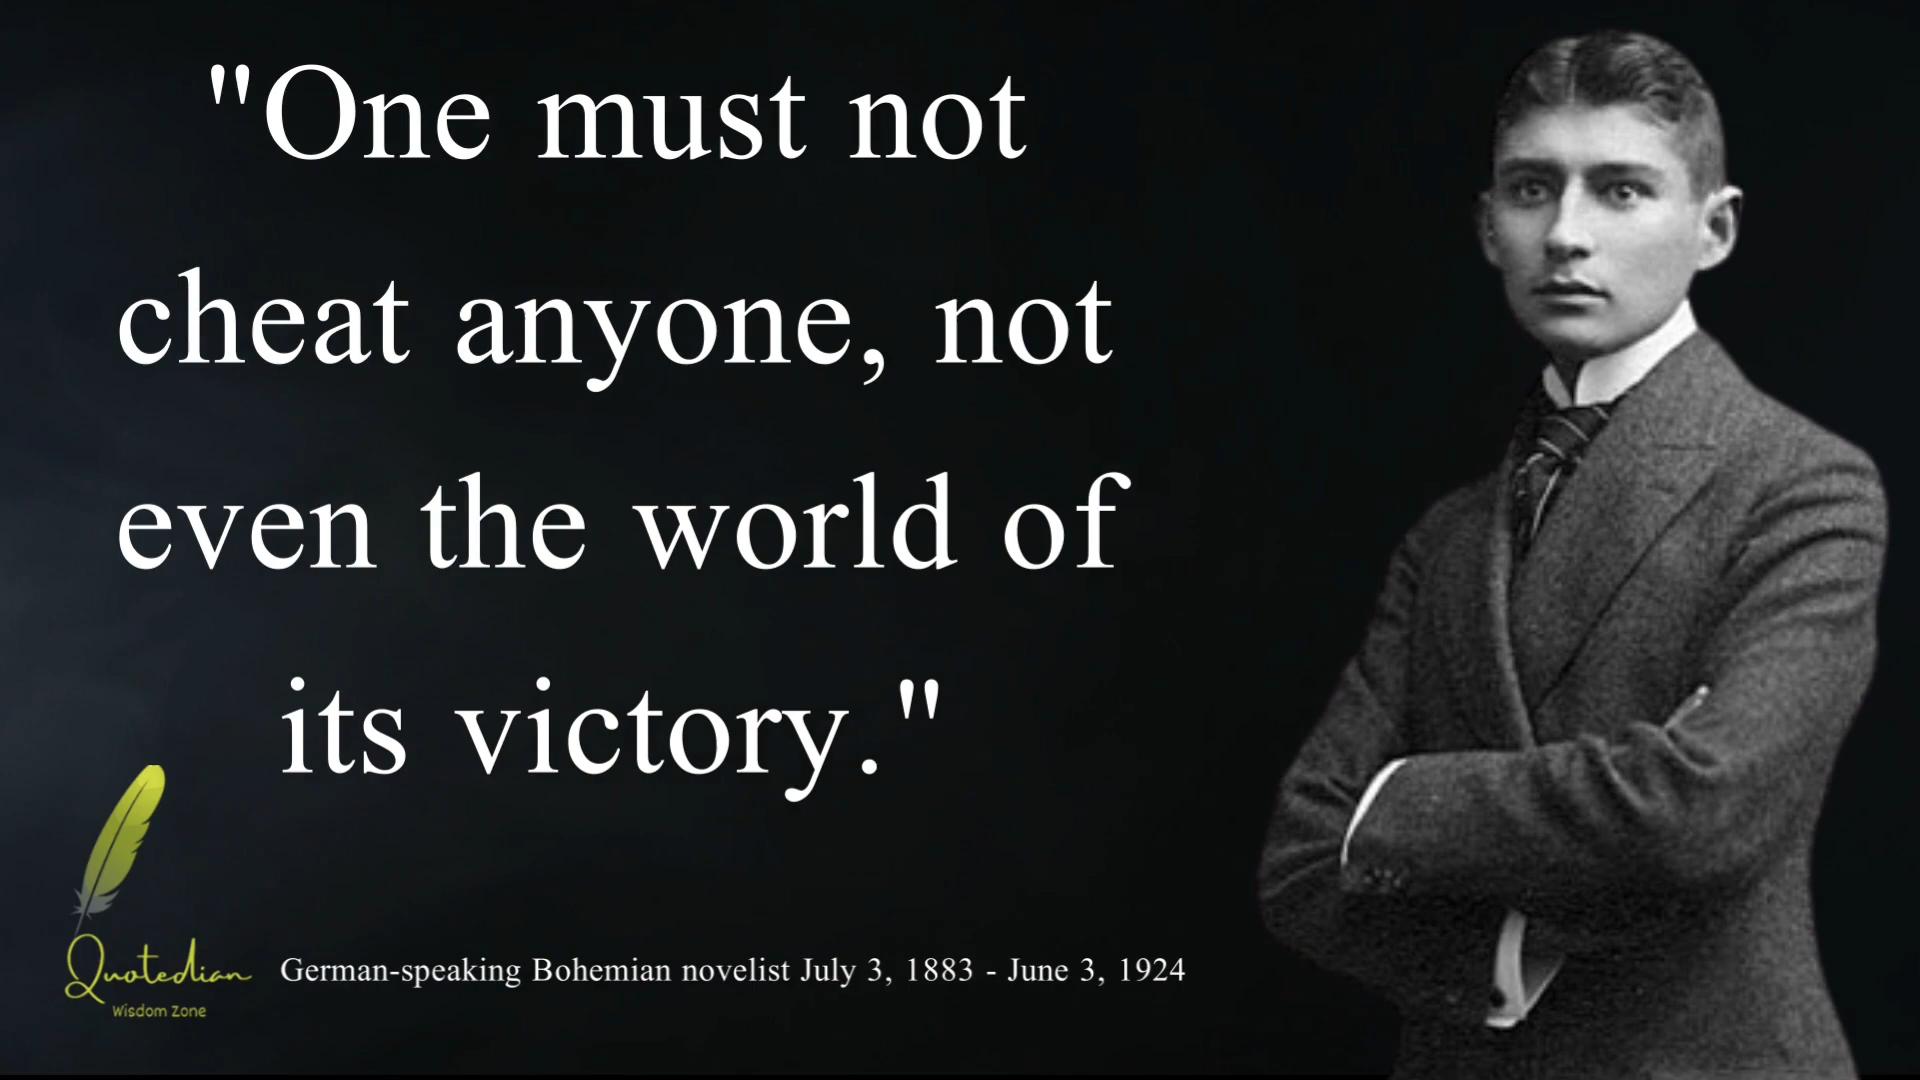 "One must not
cheat anyone, not
even the world of
its victory."
Quotedian
Wisdom Zone
German-speaking Bohemian novelist July 3, 1883 - June 3, 1924